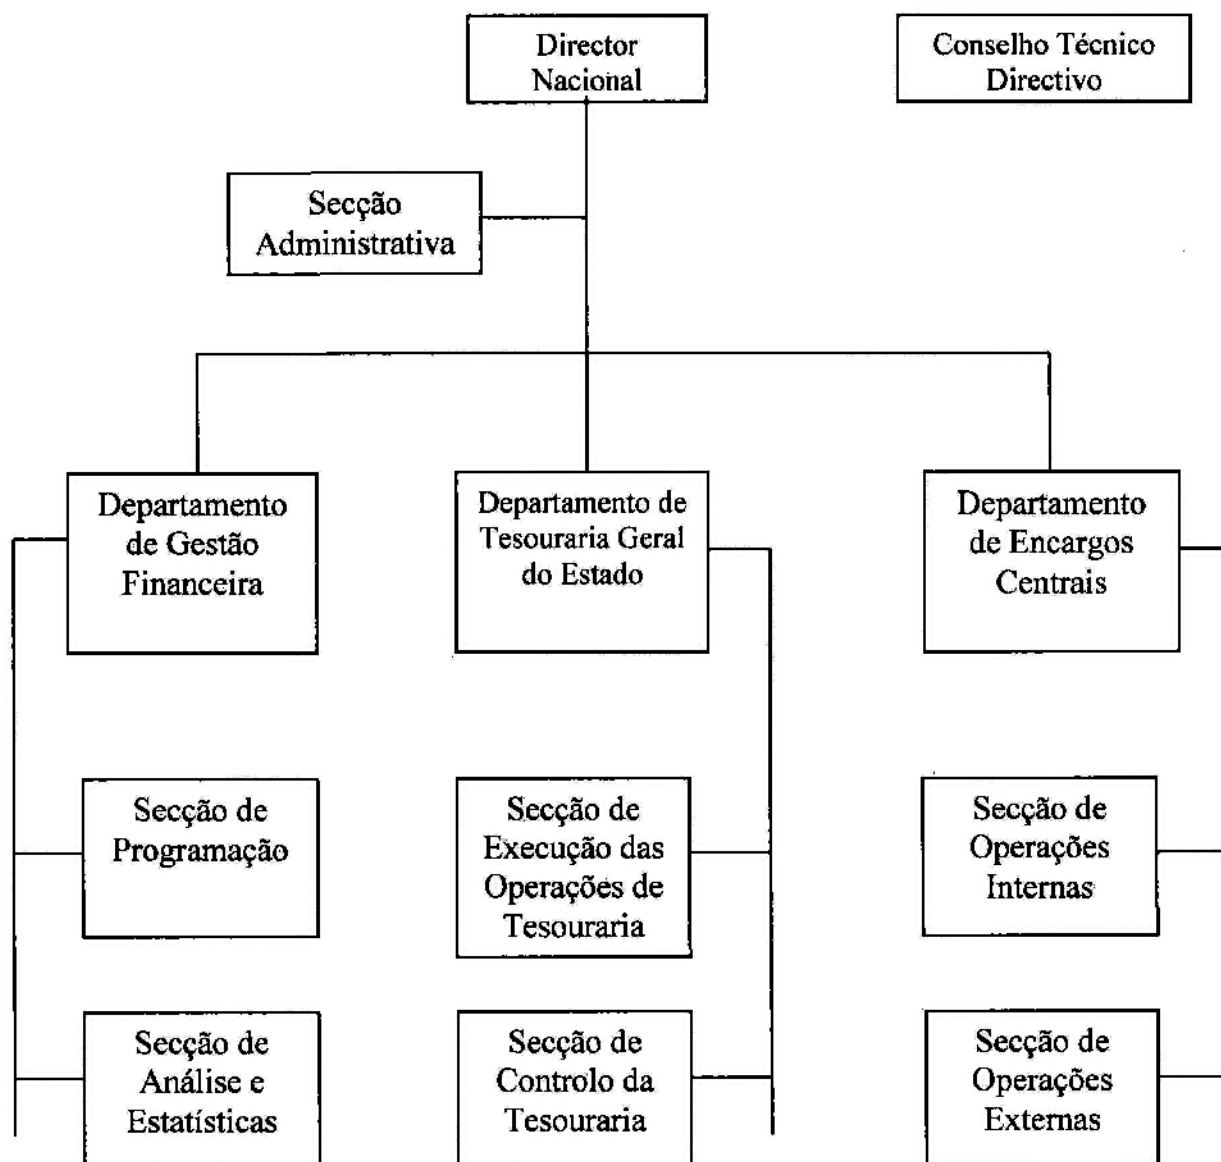 Director
Nacional
Conselho Técnico
Directivo
Secção
Administrativa
Departamento
de Gestão
Financeira
Departamento de
Tesouraria Geral
do Estado
Departamento
de Encargos
Centrais
Secção de
Programação
Secção de
Execução das
Operações de
Tesouraria
Secção de
Operações
Internas
Secção de
Análise e
Estatísticas
Secção de
Controlo da
Tesouraria
Secção de
Operações
Externas